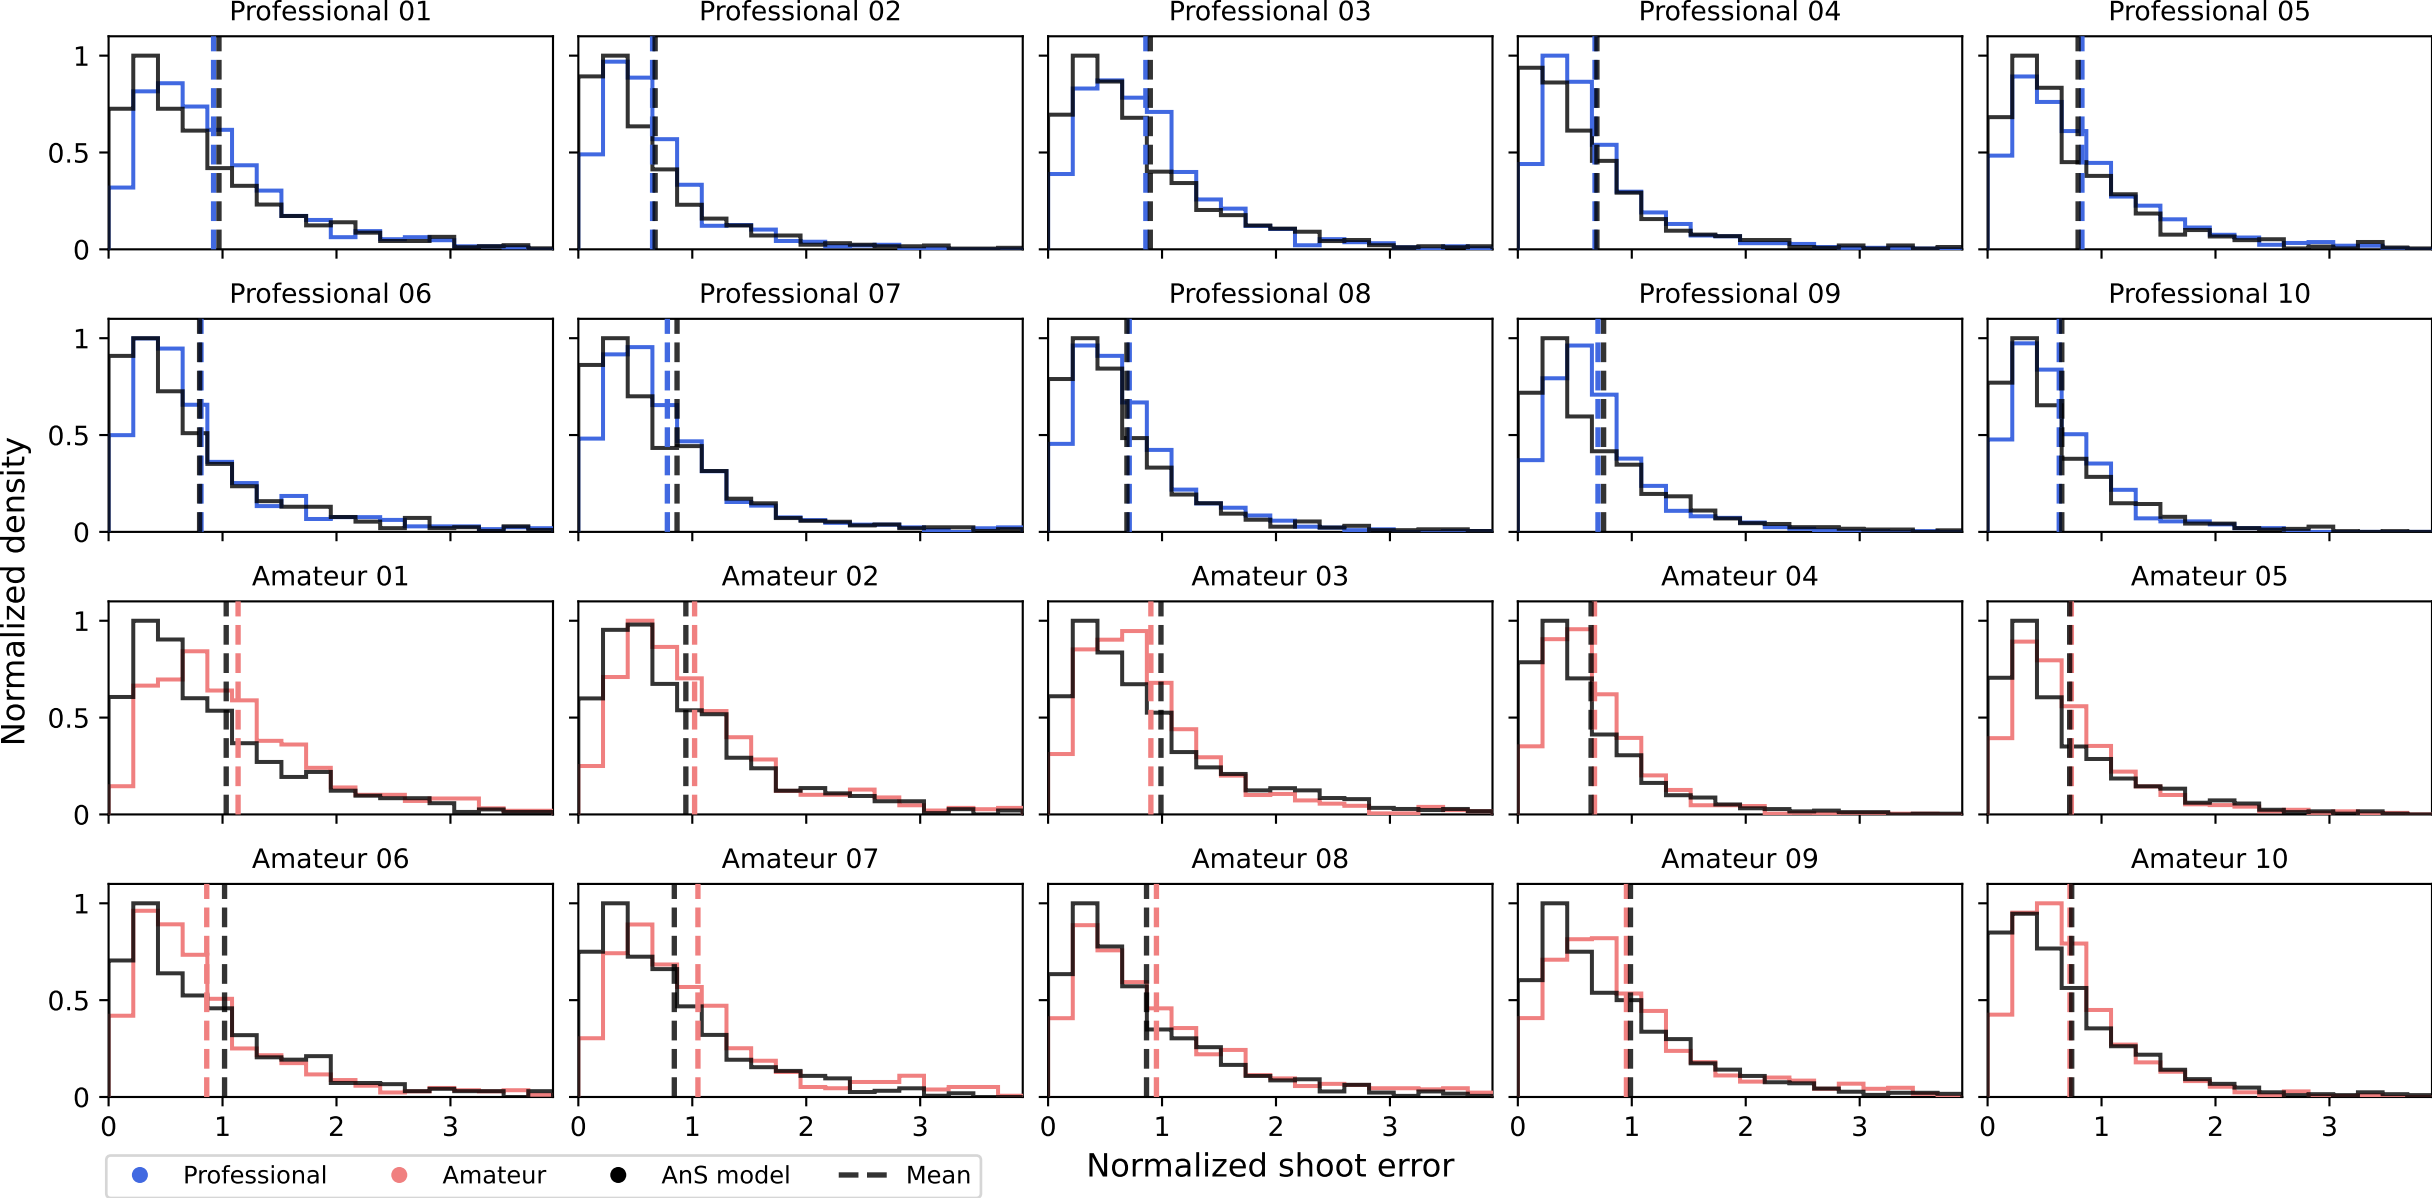 Professional 01
Professional 02
Professional 03
Professional 04
Professional 05
1
0.5
0
Professional 06
Professional 07
Professional 08
Professional 09
Professional 10
1
0.5
0
Normalized density
Amateur 01
Amateur 02
Amateur 03
Amateur 04
Amateur 05
1
0.5
0
Amateur 06
Amateur 07
Amateur 08
Amateur 09
Amateur 10
1
0.5
0
0 1 2 3
0 1 2 3
0 1 2 3
0 1 2 3
0 1 2 3
Normalized shoot error
Professional Amateur AnS model Mean